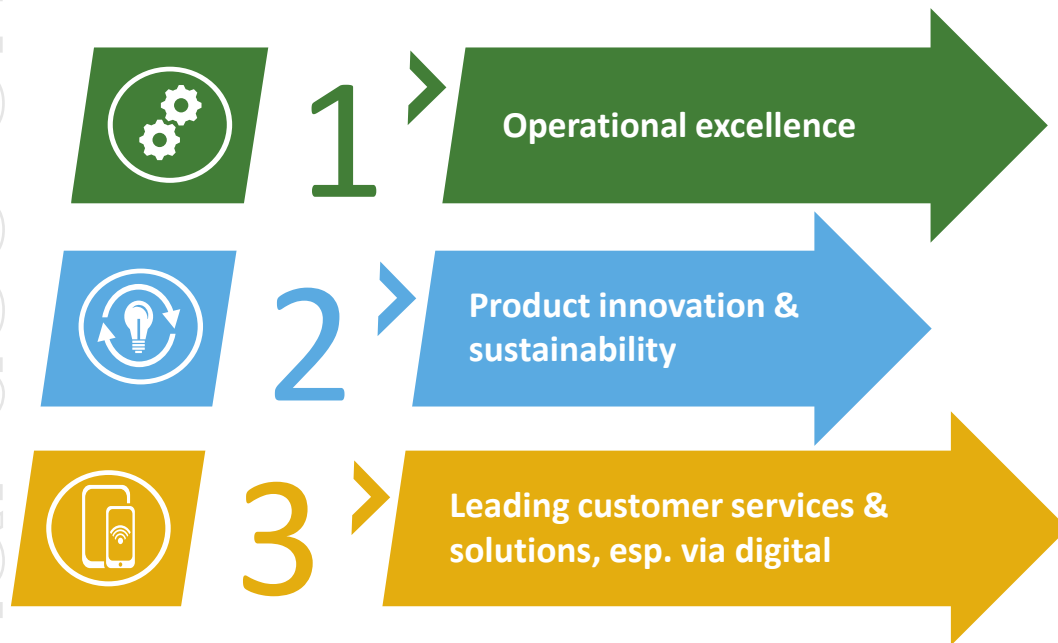 1
Operational excellence
2
Product innovation &
sustainability
3
Leading customer services &
solutions, esp. via digital